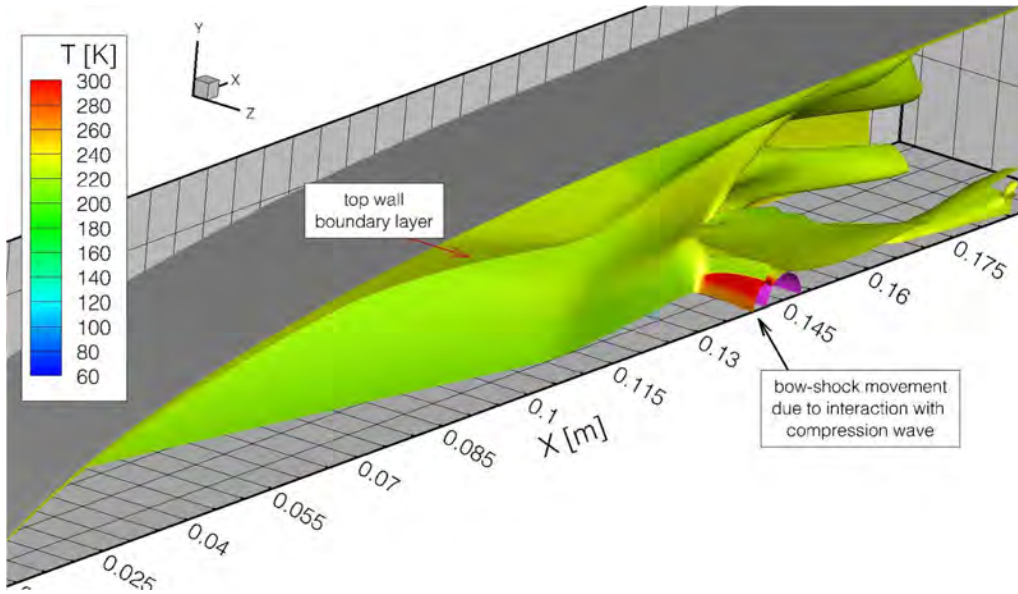 T [K]
300
280
260
240
220
200
180
160
140
120
100
80
60
Y
X
Z
top wall
boundary layer
0.025
0.04
0.055
0.07
0.085
0.1
0.115
0.13
0.145
0.16
0.175
X [m]
bow-shock movement
due to interaction with
compression wave